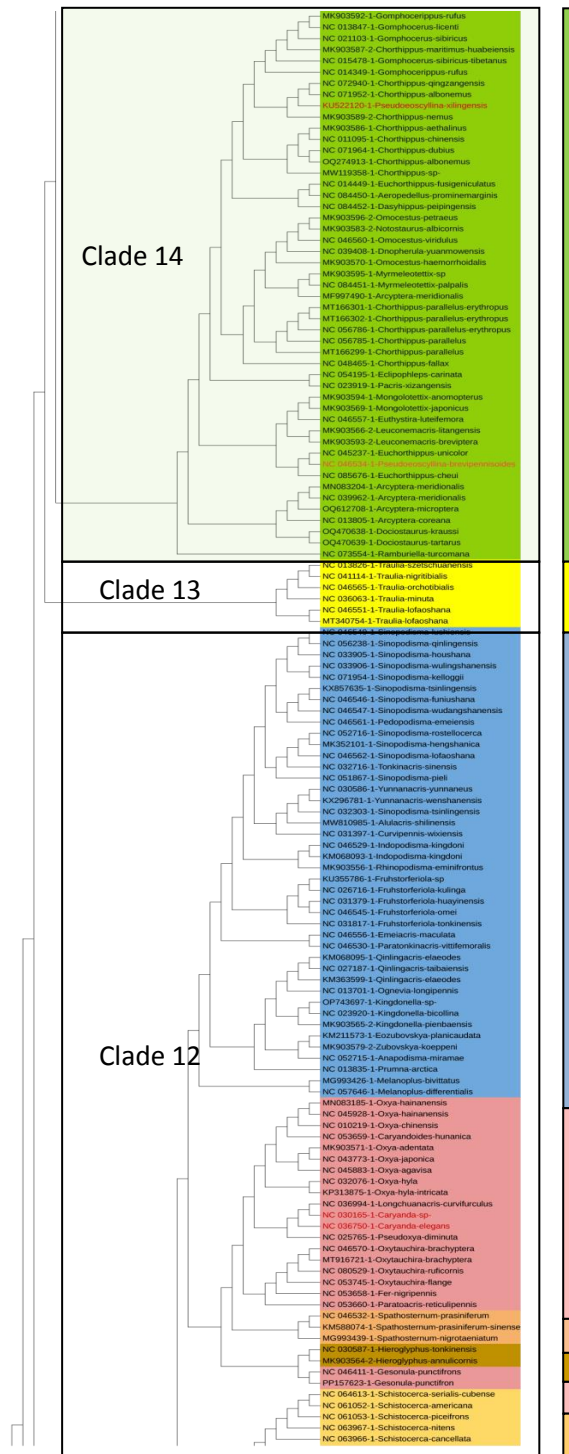 MK903592-1-Gomphocerippus-rufus
NC 013847-1-Gomphocerus-licenti
NC 021103-1-Gomphocerus-sibiricus
MK903587-2-Chorthippus-maritimus-huabeiensis
NC 015478-1-Gomphocerus-sibiricus-tibetanus
NC 014349-1-Gomphocerippus-rufus
NC 072940-1-Chorthippus-qingzangensis
NC 071952-1-Chorthippus-albonemus
KU522120-1-Pseudoeoscyllina-xilingensis
MK903589-2-Chorthippus-nemus
MK903586-1-Chorthippus-aethalinus
NC 011095-1-Chorthippus-chinensis
NC 071964-1-Chorthippus-dubius
OQ274913-1-Chorthippus-albonemus
MW119358-1-Chorthippus-sp-
NC 014449-1-Euchorthippus-fusigeniculatus
NC 084450-1-Aeropedellus-prominemarginis
NC 084452-1-Dasyhippus-peipingensis
MK903596-2-Omocestus-petraeus
MK903583-2-Notostaurus-albicornis
NC 046560-1-Omocestus-viridulus
Clade 14
NC 039408-1-Dnopherula-yuanmowensis
MK903570-1-Omocestus-haemorrhoidalis
MK903595-1-Myrmeleotettix-sp
NC 084451-1-Myrmeleotettix-palpalis
MF997490-1-Arcyptera-meridionalis
MT166301-1-Chorthippus-parallelus-erythropus
MT166302-1-Chorthippus-parallelus-erythropus
NC 056786-1-Chorthippus-parallelus-erythropus
NC 056785-1-Chorthippus-parallelus
MT166299-1-Chorthippus-parallelus
NC 048465-1-Chorthippus-fallax
NC 054195-1-Eclipophleps-carinata
NC 023919-1-Pacris-xizangensis
MK903594-1-Mongolotettix-anomopterus
MK903569-1-Mongolotettix-japonicus
NC 046557-1-Euthystira-luteifemora
MK903566-2-Leuconemacris-litangensis
MK903593-2-Leuconemacris-breviptera
NC 045237-1-Euchorthippus-unicolor
NC 046534-1-Pseudoeoscyllina-brevipennisoides
NC 085676-1-Euchorthippus-cheui
MN083204-1-Arcyptera-meridionalis
NC 039962-1-Arcyptera-meridionalis
OQ612708-1-Arcyptera-microptera
NC 013805-1-Arcyptera-coreana
OQ470638-1-Dociostaurus-kraussi
OQ470639-1-Dociostaurus-tartarus
NC 073554-1-Ramburiella-turcomana
NC 013826-1-Traulia-szetschuanensis
NC 041114-1-Traulia-nigritibialis
Clade 13
NC 046565-1-Traulia-orchotibialis
NC 036063-1-Traulia-minuta
NC 046551-1-Traulia-lofaoshana
MT340754-1-Traulia-lofaoshana
NC 046549-1-Sinopodisma-lushiensis
NC 056238-1-Sinopodisma-qinlingensis
NC 033905-1-Sinopodisma-houshana
NC 033906-1-Sinopodisma-wulingshanensis
NC 071954-1-Sinopodisma-kelloggii
KX857635-1-Sinopodisma-tsinlingensis
NC 046546-1-Sinopodisma-funiushana
NC 046547-1-Sinopodisma-wudangshanensis
NC 046561-1-Pedopodisma-emeiensis
NC 052716-1-Sinopodisma-rostellocerca
MK352101-1-Sinopodisma-hengshanica
NC 046562-1-Sinopodisma-lofaoshana
NC 032716-1-Tonkinacris-sinensis
NC 051867-1-Sinopodisma-pieli
NC 030586-1-Yunnanacris-yunnaneus
KX296781-1-Yunnanacris-wenshanensis
NC 032303-1-Sinopodisma-tsinlingensis
MW810985-1-Alulacris-shilinensis
NC 031397-1-Curvipennis-wixiensis
NC 046529-1-Indopodisma-kingdoni
KM068093-1-Indopodisma-kingdoni
MK903556-1-Rhinopodisma-eminifrontus
KU355786-1-Fruhstorferiola-sp
NC 026716-1-Fruhstorferiola-kulinga
NC 031379-1-Fruhstorferiola-huayinensis
NC 046545-1-Fruhstorferiola-omei
NC 031817-1-Fruhstorferiola-tonkinensis
NC 046556-1-Emeiacris-maculata
NC 046530-1-Paratonkinacris-vittifemoralis
KM068095-1-Qinlingacris-elaeodes
NC 027187-1-Qinlingacris-taibaiensis
KM363599-1-Qinlingacris-elaeodes
NC 013701-1-Ognevia-longipennis
OP743697-1-Kingdonella-sp-
NC 023920-1-Kingdonella-bicollina
MK903565-2-Kingdonella-pienbaensis
KM211573-1-Eozubovskya-planicaudata
MK903579-2-Zubovskya-koeppeni
Clade 12
NC 052715-1-Anapodisma-miramae
NC 013835-1-Prumna-arctica
MG993426-1-Melanoplus-bivittatus
NC 057646-1-Melanoplus-differentialis
MN083185-1-Oxya-hainanensis
NC 045928-1-Oxya-hainanensis
NC 010219-1-Oxya-chinensis
NC 053659-1-Caryandoides-hunanica
MK903571-1-Oxya-adentata
NC 043773-1-Oxya-japonica
NC 045883-1-Oxya-agavisa
NC 032076-1-Oxya-hyla
KP313875-1-Oxya-hyla-intricata
NC 036994-1-Longchuanacris-curvifurculus
NC 030165-1-Caryanda-sp-
NC 036750-1-Caryanda-elegans
NC 025765-1-Pseudoxya-diminuta
NC 046570-1-Oxytauchira-brachyptera
MT916721-1-Oxytauchira-brachyptera
NC 080529-1-Oxytauchira-ruficornis
NC 053745-1-Oxytauchira-flange
NC 053658-1-Fer-nigripennis
NC 053660-1-Paratoacris-reticulipennis
NC 046532-1-Spathosternum-prasiniferum
KM588074-1-Spathosternum-prasiniferum-sinense
MG993439-1-Spathosternum-nigrotaeniatum
NC 030587-1-Hieroglyphus-tonkinensis
MK903564-2-Hieroglyphus-annulicornis
NC 046411-1-Gesonula-punctifrons
PP157623-1-Gesonula-punctifron
NC 064613-1-Schistocerca-serialis-cubense
NC 061052-1-Schistocerca-americana
NC 061053-1-Schistocerca-piceifrons
NC 063967-1-Schistocerca-nitens
NC 063966-1-Schistocerca-cancellata